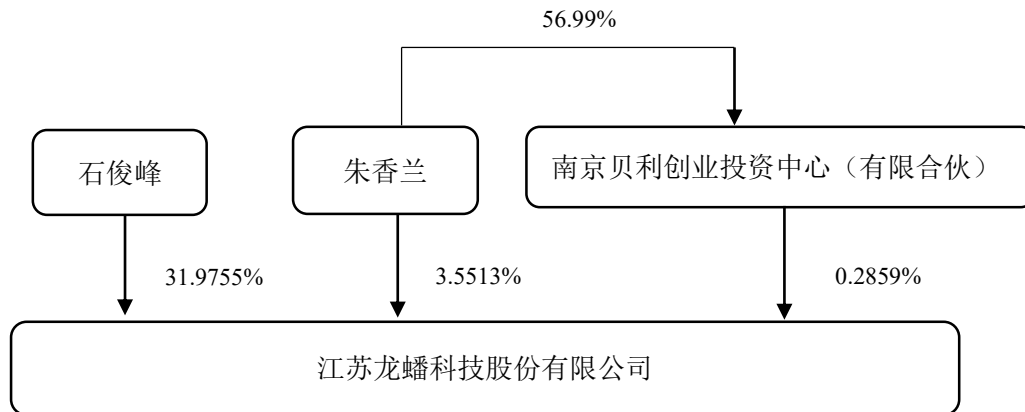 56.99%
石俊峰
朱香兰
南京贝利创业投资中心（有限合伙）
31.9755%
3.5513%
0.2859%
江苏龙蟠科技股份有限公司